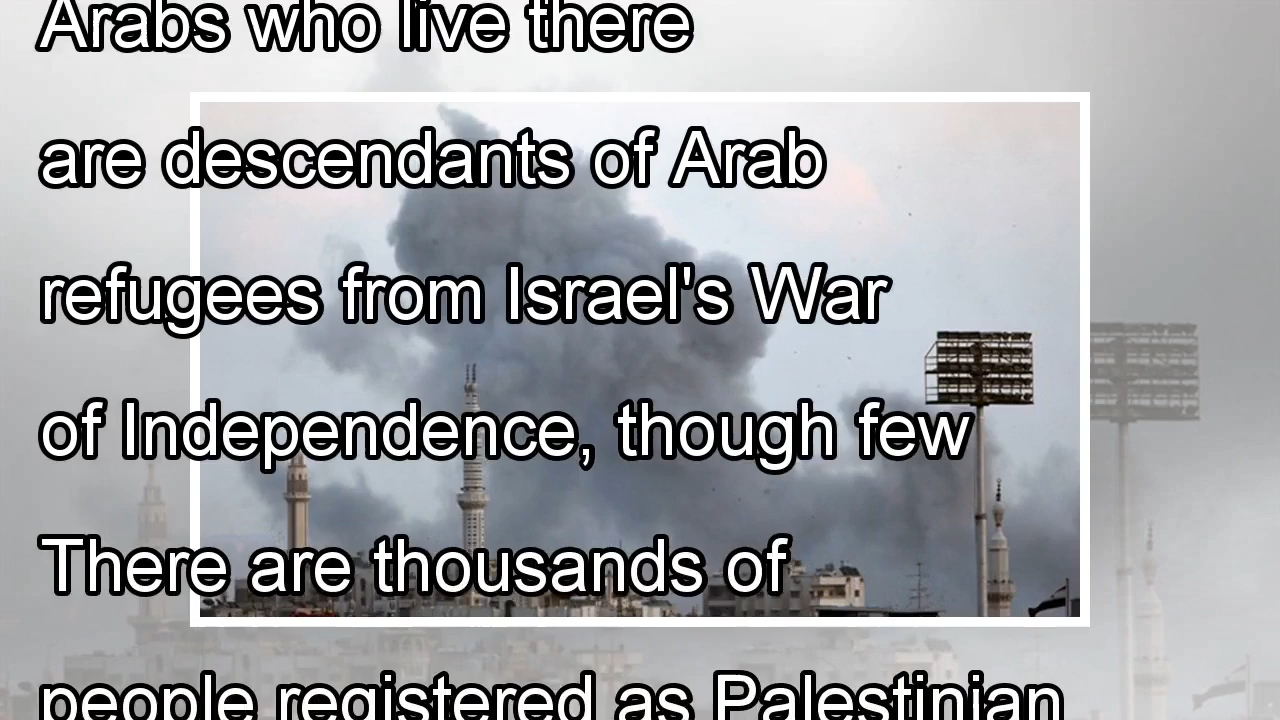 Arabs who live there
are descendants of Arab
refugees from Israel's War
of Independence, though few
There are thousands of
people registered as Palestinian